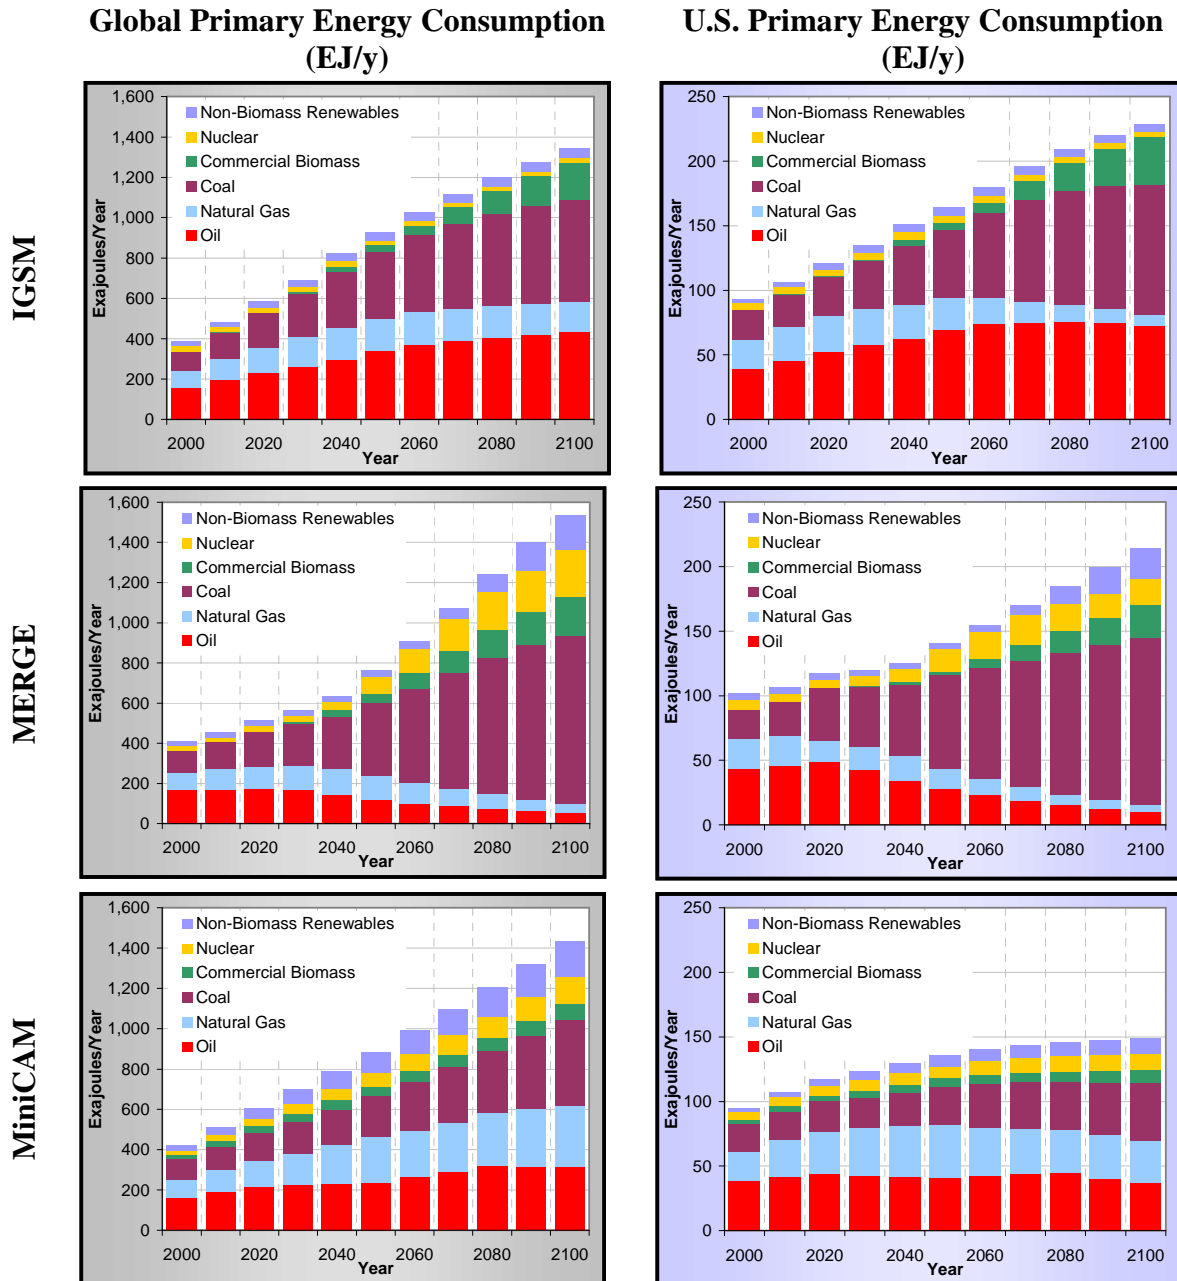 Global Primary Energy Consumption
(EJ/y)
U.S. Primary Energy Consumption
(EJ/y)
IGSM
Exajoules/Year
1,600
1,400
1,200
1,000
800
600
400
200
0
Non-Biomass Renewables
Nuclear
Commercial Biomass
Coal
Natural Gas
Oil
2000 2020 2040 2060 2080 2100
Year
Exajoules/Year
250
200
150
100
50
0
Non-Biomass Renewables
Nuclear
Commercial Biomass
Coal
Natural Gas
Oil
2000 2020 2040 2060 2080 2100
Year
MERGE
Exajoules/Year
1,600
1,400
1,200
1,000
800
600
400
200
0
Non-Biomass Renewables
Nuclear
Commercial Biomass
Coal
Natural Gas
Oil
2000 2020 2040 2060 2080 2100
Year
Exajoules/Year
250
200
150
100
50
0
Non-Biomass Renewables
Nuclear
Commercial Biomass
Coal
Natural Gas
Oil
2000 2020 2040 2060 2080 2100
Year
MiniCAM
Exajoules/Year
1,600
1,400
1,200
1,000
800
600
400
200
0
Non-Biomass Renewables
Nuclear
Commercial Biomass
Coal
Natural Gas
Oil
2000 2020 2040 2060 2080 2100
Year
Exajoules/Year
250
200
150
100
50
0
Non-Biomass Renewables
Nuclear
Commercial Biomass
Coal
Natural Gas
Oil
2000 2020 2040 2060 2080 2100
Year